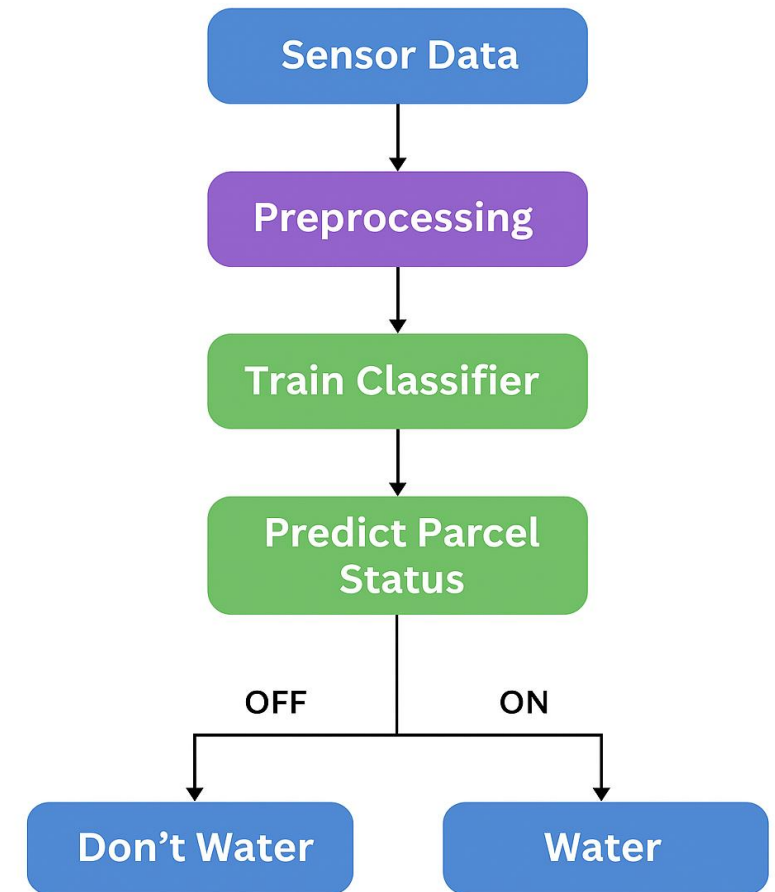 Sensor Data
Preprocessing
Train Classifier
Predict Parcel
Status
OFF
ON
Don’t Water
Water